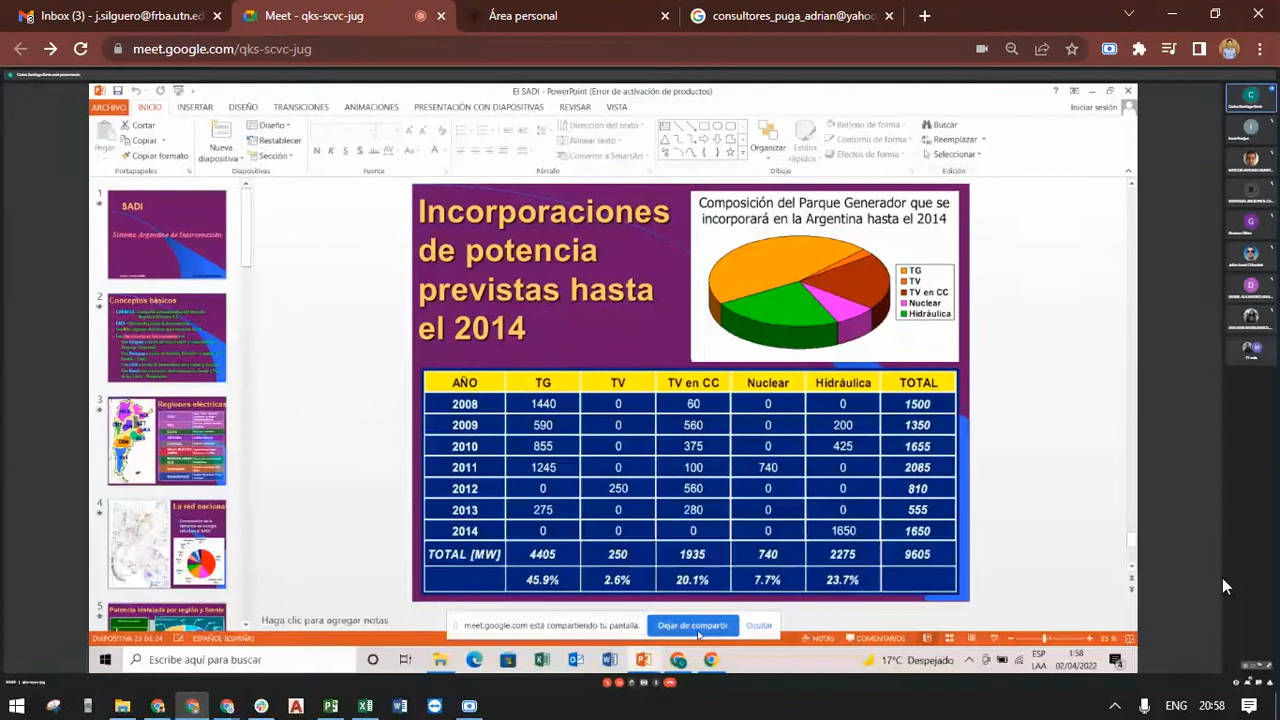 Inbox (3) - j.silguero@frba.utn.ed
Meet - qks-scvc-jug
Área personal
consultores_puga_adrian@yahoo
meet.google.com/qks-scvc-jug
El SADI - PowerPoint (Error de activación de productos)
ARCHIVO INICIO INSERTAR DISEÑO TRANSICIONES ANIMACIONES PRESENTACIÓN CON DIAPOSITIVAS REVISAR VISTA Iniciar sesión
Pegar
Cortar
Copiar
Copiar formato
Portapapeles
Nueva
diapositiva
Diseño
Restablecer
Sección
Diapositivas
Fuente
Dirección del texto
Alinear texto
Convertir a SmartArt
Párrafo
Organizar
Estilos
rápidos
Relleno de forma
Contorno de forma
Efectos de forma
Dibujo
Buscar
Reemplazar
Seleccionar
Edición
1
SADI
Sistema Argentino de Interconexión
2
Conceptos básicos
3
Regiones eléctricas
4
La red nacional
5
Potencia instalada por región y fuente
Incorporaciones
de potencia
previstas hasta
el 2014
Composición del Parque Generador que se
incorporará en la Argentina hasta el 2014
TG
TV
TV en CC
Nuclear
Hidráulica
AÑO TG TV TV en CC Nuclear Hidráulica TOTAL
2008 1440 0 60 0 0 1500
2009 590 0 560 0 200 1350
2010 855 0 375 0 425 1655
2011 1245 0 100 740 0 2085
2012 0 250 560 0 0 810
2013 275 0 280 0 0 555
2014 0 0 0 0 1650 1650
TOTAL [MW] 4405 250 1935 740 2275 9605
45.9% 2.6% 20.1% 7.7% 23.7%
Haga clic para agregar notas
meet.google.com está compartiendo tu pantalla. Dejar de compartir Ocultar
DIAPOSITIVA 23 DE 24 ESPAÑOL (ESPAÑA) NOTAS COMENTARIOS 85 %
Escribe aquí para buscar
17°C Despejado
ESP
LAA
1:58
02/04/2022
ENG 20:58